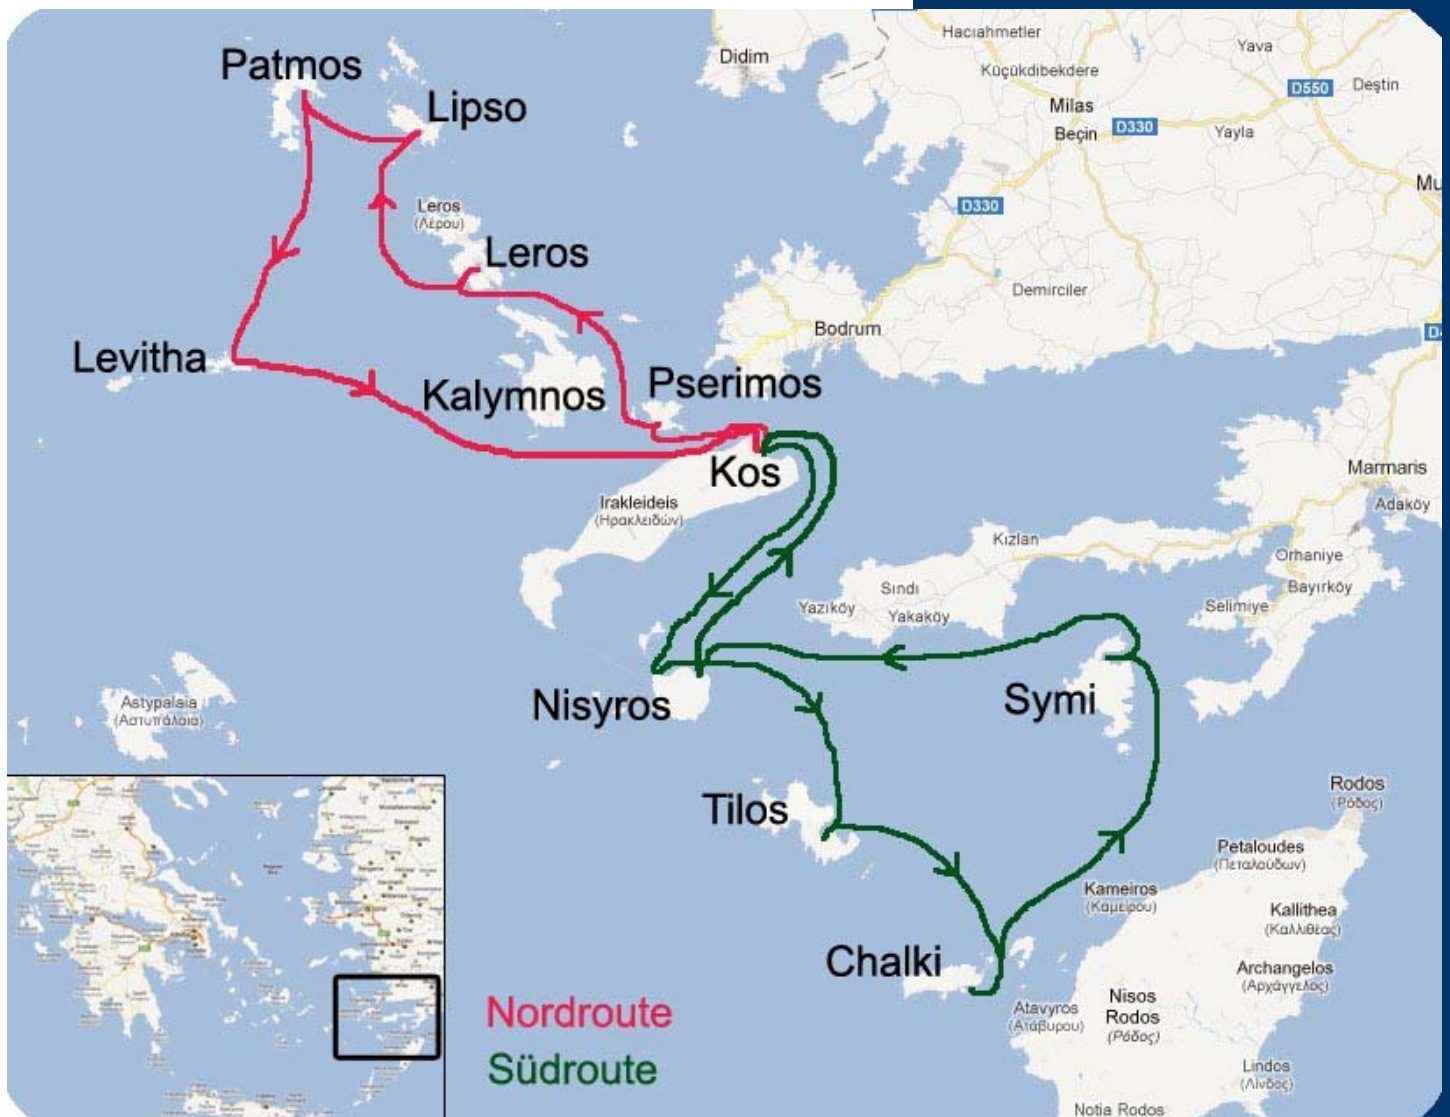 Hacıahmetler
Didim
Yava
Patmos
Küçükdibekdere
D550
Deştin
Lipso
Milas
Beçin
D330
Yayla
Mu
Leros
(Λέρου)
D330
Leros
Demirciler
Bodrum
Levitha
Kalymnos
Pserimos
Kos
Marmaris
Adaköy
Irakleideis
(Ηρακλειδών)
Kızlan
Orhaniye
Bayırköy
Sındı
Yazıköy
Yakaköy
Selimiye
Astypalaia
(Αστυπάλαια)
Nisyros
Symi
Tilos
Rodos
(Ρόδος)
Petaloudes
(Πεταλούδων)
Kameiros
(Καμείρου)
Kallithea
(Καλλιθέας)
Chalki
Archangelos
(Αρχάγγελος)
Atavyros
(Ατάβυρου)
Nisos
Rodos
(Ρόδος)
Nordroute
Südroute
Lindos
(Λίνδος)
Notia Rodos